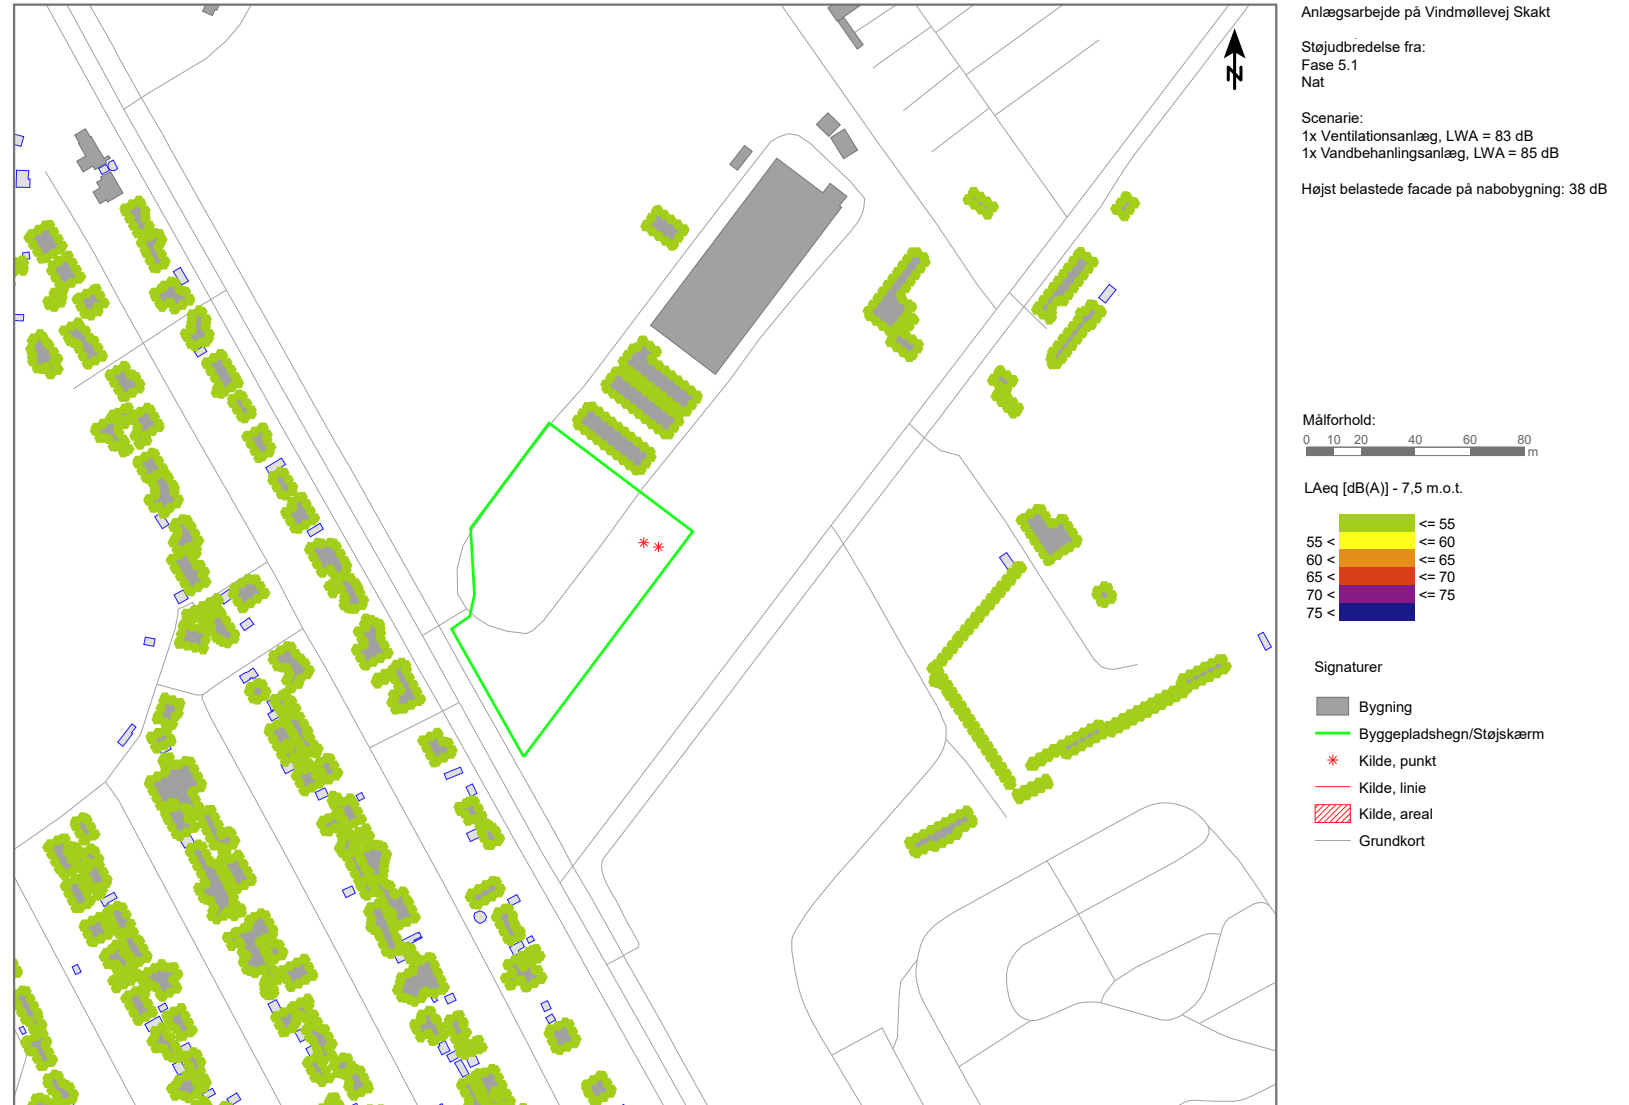 Anlægsarbejde på Vindmøllevej Skakt
Støjudbredelse fra:
Fase 5.1
Nat
Scenarie:
1x Ventilationsanlæg, LWA = 83 dB
1x Vandbehanlingsanlæg, LWA = 85 dB
Højst belastede facade på nabobygning: 38 dB
N
Målforhold:
0 10 20 40 60 80
m
LAeq [dB(A)] - 7,5 m.o.t.
<= 55
55 < <= 60
60 < <= 65
65 < <= 70
70 < <= 75
75 <
Signaturer
Bygning
Byggepladshegn/Støjskærm
Kilde, punkt
Kilde, linie
Kilde, areal
Grundkort